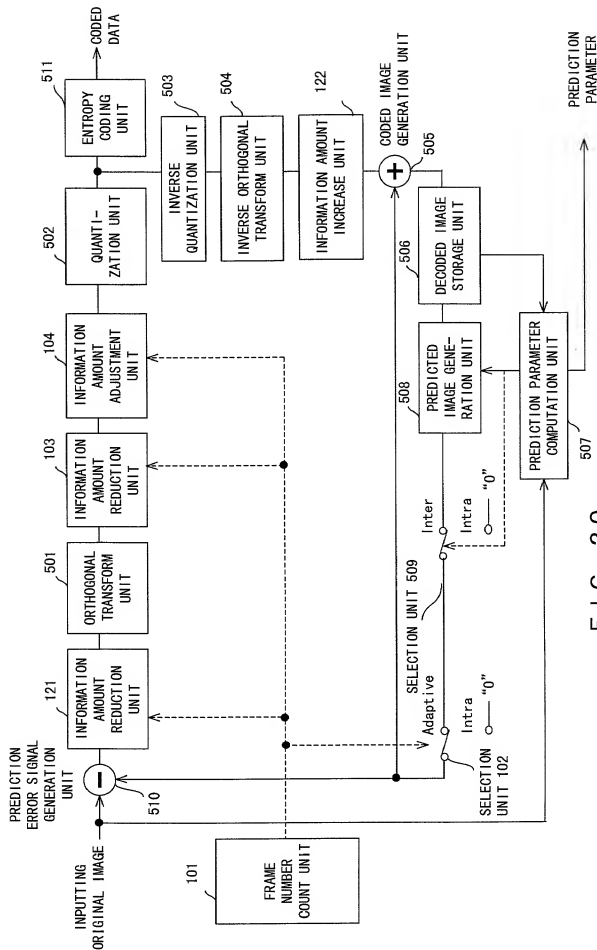 INPUTTING
ORIGINAL IMAGE
PREDICTION
ERROR SIGNAL
GENERATION
UNIT
510
121
INFORMATION
AMOUNT
REDUCTION
UNIT
501
ORTHOGONAL
TRANSFORM
UNIT
103
INFORMATION
AMOUNT
REDUCTION
UNIT
104
INFORMATION
AMOUNT
ADJUSTMENT
UNIT
502
QUANTI-
ZATION UNIT
511
ENTROPY
CODING
UNIT
CODED
DATA
503
INVERSE
QUANTIZATION UNIT
504
INVERSE ORTHOGONAL
TRANSFORM UNIT
122
INFORMATION AMOUNT
INCREASE UNIT
CODED IMAGE
GENERATION UNIT
+
505
506
DECODED IMAGE
STORAGE UNIT
508
PREDICTED
IMAGE GENE-
RATION UNIT
PREDICTION PARAMETER
COMPUTATION UNIT
507
PREDICTION
PARAMETER
Inter
Intra
"0"
SELECTION UNIT 509
Adaptive
Intra
"0"
SELECTION
UNIT 102
101
FRAME
NUMBER
COUNT UNIT